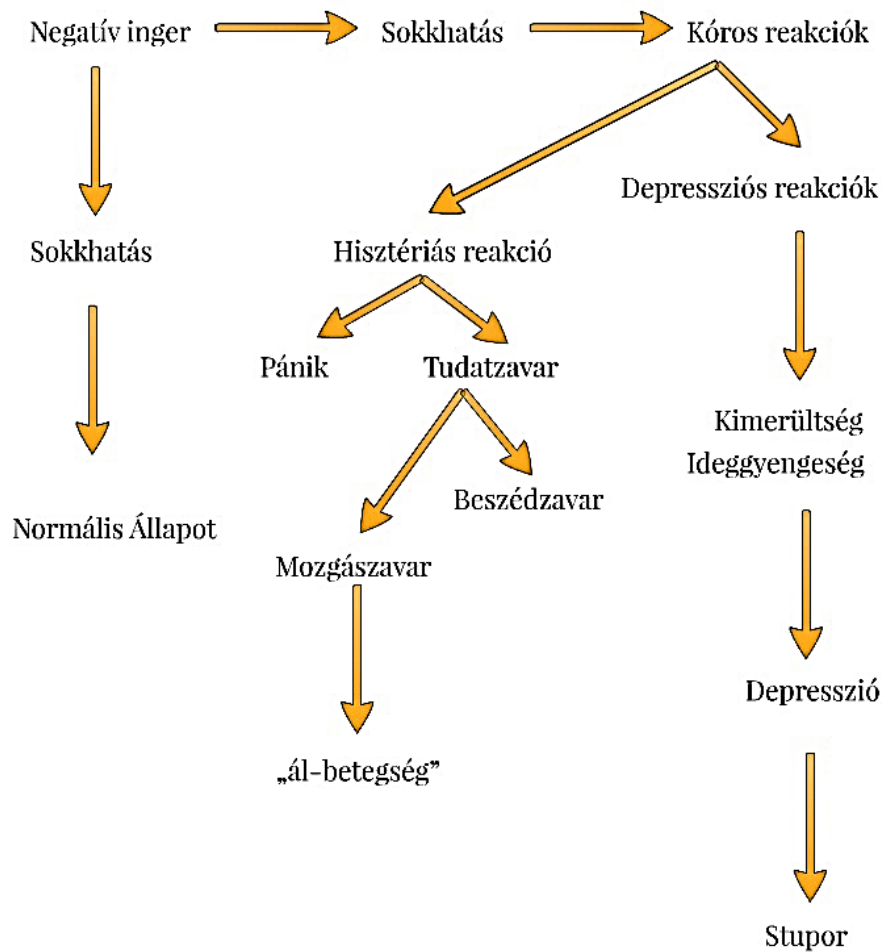 Negatív inger
Sokkhatás
Kóros reakciók
Depressziós reakciók
Sokkhatás
Hisztériás reakció
Pánik
Tudatzavar
Kimerültség
Ideggyengeség
Beszédzavar
Normális Állapot
Mozgászavar
Depresszió
„ál-betegség”
Stupor